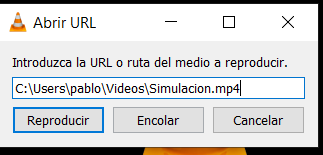 Abrir URL
Introduzca la URL o ruta del medio a reproducir.
C:\Users\pablo\Videos\Simulacion.mp4
Reproducir Encolar Cancelar